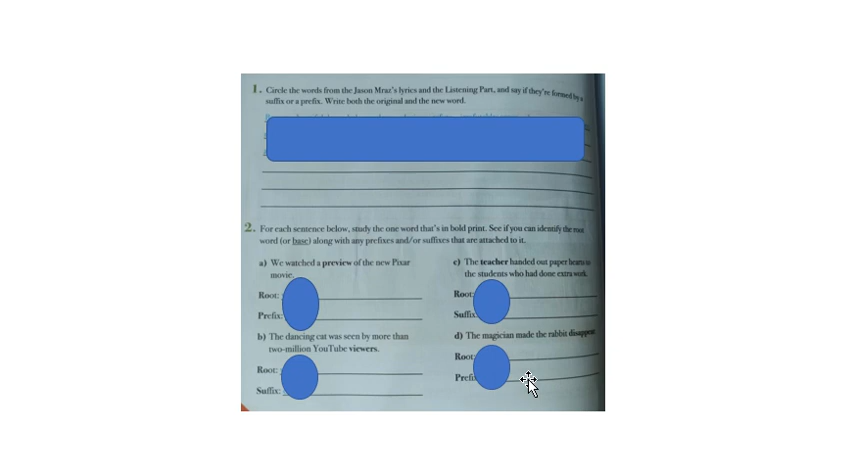 1. Circle the words from the Jason Mraz's lyrics and the Listening Part, and say if they're formed by a
suffix or a prefix. Write both the original and the new word.
2. For each sentence below, study the one word that's in bold print. See if you can identify the root
word (or base) along with any prefixes and/or suffixes that are attached to it.
a) We watched a preview of the new Pixar
movie.
Root:
Prefix:
b) The dancing cat was seen by more than
two-million YouTube viewers.
Root:
Suffix:
c) The teacher handed out paper hearts to
the students who had done extra work.
Root:
Suffix
d) The magician made the rabbit disappear
Root:
Prefix